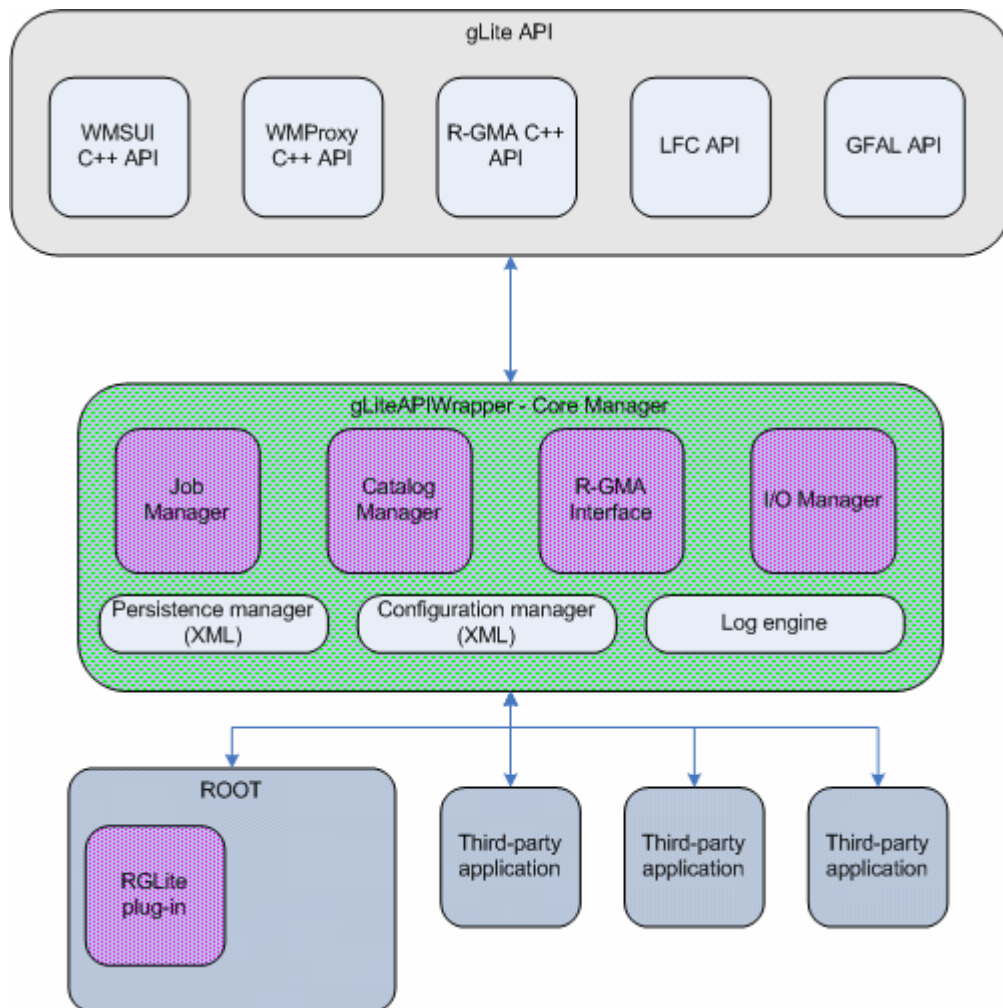 gLite API
WMSUI
C++ API
WMProxy
C++ API
R-GMA C++
API
LFC API
GFAL API
gLiteAPIWrapper - Core Manager
Job
Manager
Catalog
Manager
R-GMA
Interface
I/O Manager
Persistence manager
(XML)
Configuration manager
(XML)
Log engine
ROOT
RGLite
plug-in
Third-party
application
Third-party
application
Third-party
application